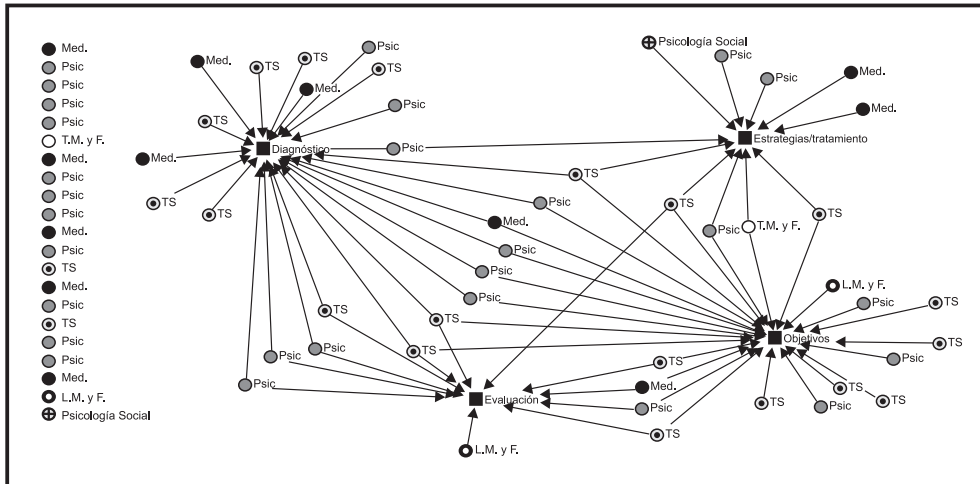 Med.
Psic
Psic
Psic
Psic
T.M. y F.
Med.
Psic
Psic
Psic
Med.
Psic
TS
Med.
Psic
TS
Psic
Psic
Med.
L.M. y F.
Psicología Social
Psic
TS
TS
Med.
TS
Med.
Psic
TS
Diagnóstico
Psic
Med.
TS
TS
Psicología Social
Psic
Psic
Med.
Med.
Estrategias/tratamiento
TS
Psic
TS
TS
Med.
Psic
T.M. y F.
Psic
Psic
Psic
L.M. y F.
Psic
TS
TS
TS
Objetivos
TS
Psic
TS
Psic
Psic
TS
Psic
Med.
TS
TS
Psic
Evaluación
Psic
TS
Psic
TS
L.M. y F.